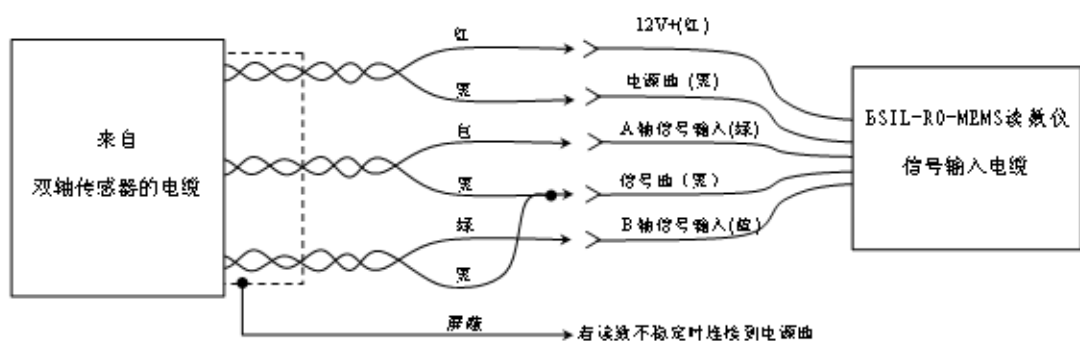 来自
双轴传感器的电缆
红
黑
白
黑
绿
黑
屏蔽
12V+(红)
电源地(黑)
A轴信号输入(绿)
信号地（黑）
B轴信号输入(蓝)
若读数不稳定时连接到电源地
BSIL-RO-MEMS读数仪
信号输入电缆